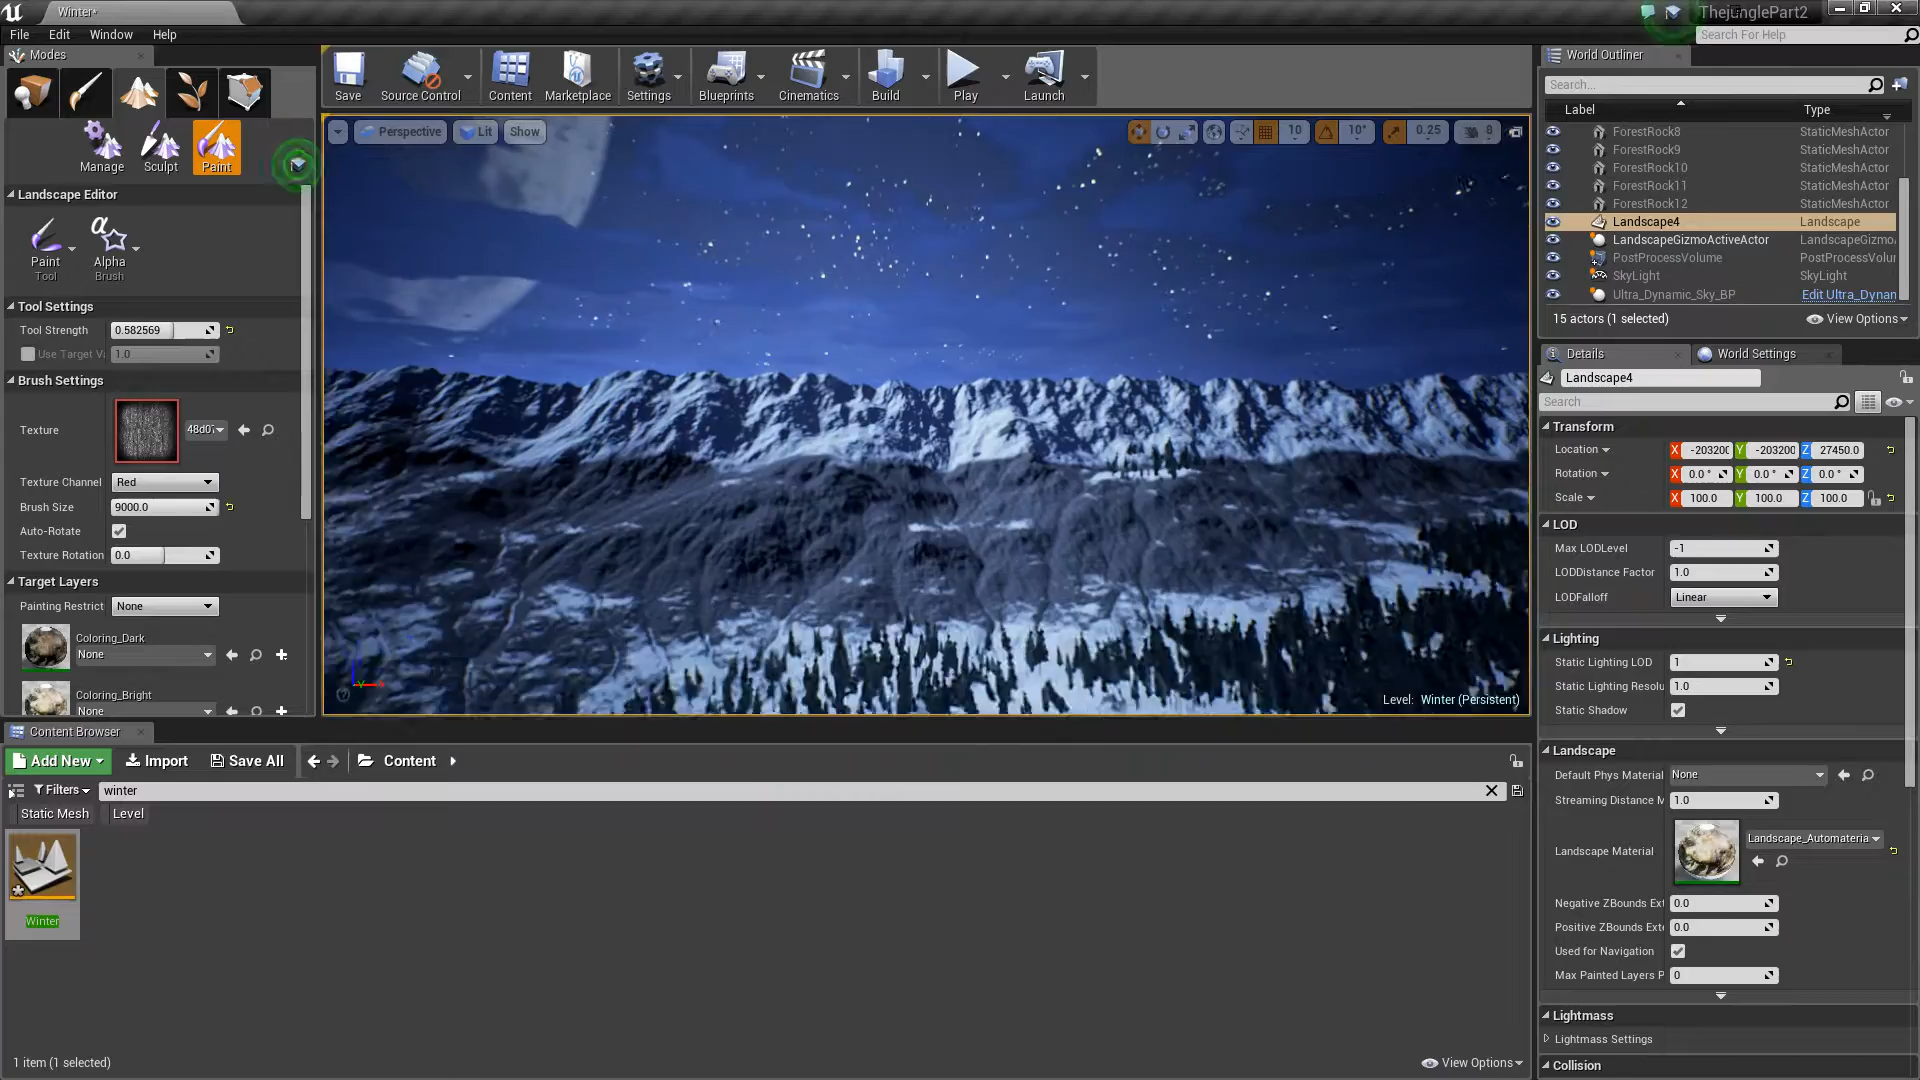 Winter*
ThejunglePart2
File Edit Window Help
Search For Help
Modes
Save Source Control Content Marketplace Settings Blueprints Cinematics Build Play Launch
World Outliner
Search...
Label Type
Manage Sculpt Paint
Perspective Lit Show
10 10° 0.25 8
ForestRock8 StaticMeshActor
ForestRock9 StaticMeshActor
ForestRock10 StaticMeshActor
ForestRock11 StaticMeshActor
ForestRock12 StaticMeshActor
Landscape4 Landscape
LandscapeGizmoActiveActor LandscapeGizmo
PostProcessVolume PostProcessVolu
SkyLight SkyLight
Ultra_Dynamic_Sky_BP Edit Ultra_Dynan
15 actors (1 selected) View Options
Landscape Editor
Paint Alpha
Tool Brush
Tool Settings
Tool Strength 0.582569
Use Target V 1.0
Brush Settings
Texture 48d07
Texture Channel Red
Brush Size 9000.0
Auto-Rotate
Texture Rotation 0.0
Target Layers
Painting Restrict None
Coloring_Dark
None
Coloring_Bright
None
Level: Winter (Persistent)
Details World Settings
Landscape4
Search
Transform
Location X -203200 Y -203200 Z 27450.0
Rotation X 0.0 ° Y 0.0 ° Z 0.0 °
Scale X 100.0 Y 100.0 Z 100.0
LOD
Max LODLevel -1
LODDistance Factor 1.0
LODFalloff Linear
Lighting
Static Lighting LOD 1
Static Lighting Resolu 1.0
Static Shadow
Landscape
Default Phys Material None
Streaming Distance M 1.0
Landscape Material Landscape_Automateria
Negative ZBounds Ext 0.0
Positive ZBounds Exte 0.0
Used for Navigation
Max Painted Layers P 0
Lightmass
Lightmass Settings
Collision
Content Browser
Add New Import Save All Content
Filters winter
Static Mesh Level
Winter
1 item (1 selected) View Options